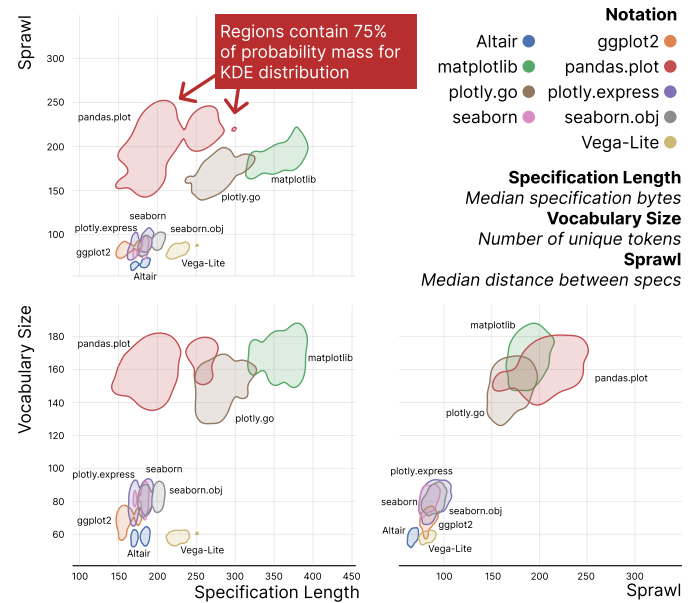 Sprawl
Regions contain 75%
of probability mass for
KDE distribution
Notation
Altair
ggplot2
matplotlib
pandas.plot
plotly.go
plotly.express
seaborn
seaborn.obj
Vega-Lite
Specification Length
Median specification bytes
Vocabulary Size
Number of unique tokens
Sprawl
Median distance between specs
300
250
200
150
100
pandas.plot
matplotlib
plotly.go
seaborn
plotly.express
seaborn.obj
ggplot2
Vega-Lite
Altair
Vocabulary Size
180
160
140
120
100
80
60
pandas.plot
matplotlib
plotly.go
seaborn
plotly.express
seaborn.obj
ggplot2
Altair
Vega-Lite
100 150 200 250 300 350 400 450
Specification Length
matplotlib
pandas.plot
plotly.go
plotly.express
seaborn
seaborn.obj
ggplot2
Altair
Vega-Lite
100 150 200 250 300
Sprawl